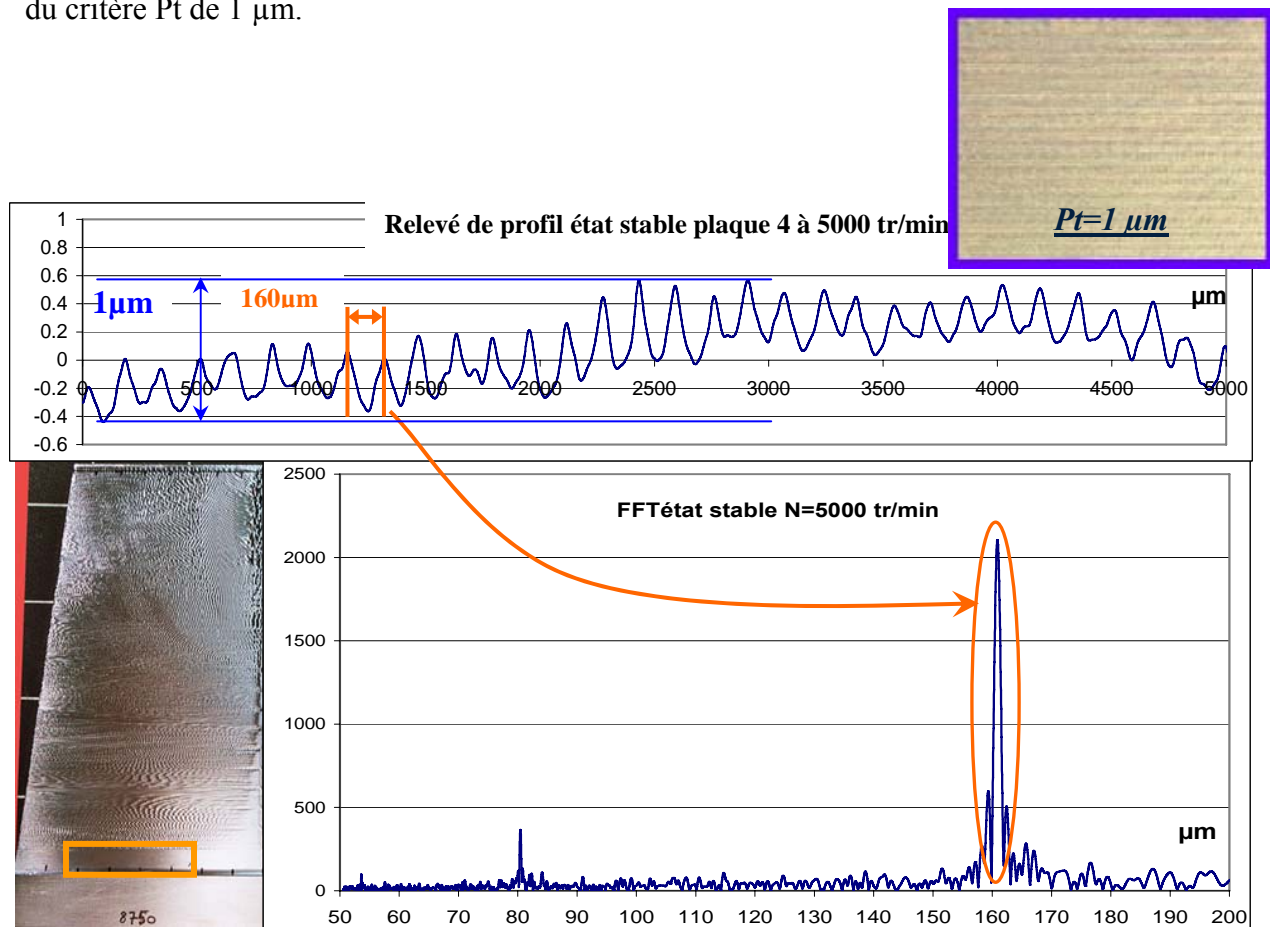 du critère Pt de 1 µm.
Pt=1 µm
Relevé de profil état stable plaque 4 à 5000 tr/min
1
0.8
0.6
0.4
0.2
0
-0.2
-0.4
-0.6
1µm
160µm
µm
0 500 1000 1500 2000 2500 3000 3500 4000 4500 5000
FFTétat stable N=5000 tr/min
2500
2000
1500
1000
500
0
µm
50 60 70 80 90 100 110 120 130 140 150 160 170 180 190 200
8750